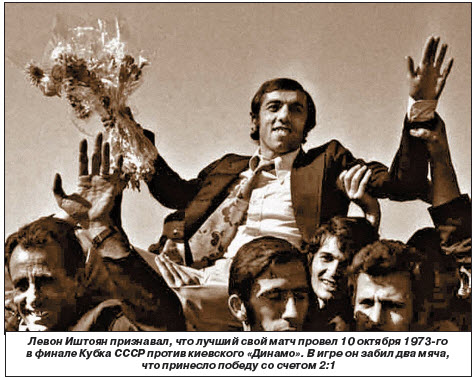 Левон Иштоян признавал, что лучший свой матч провел 10 октября 1973-го
в финале Кубка СССР против киевского «Динамо». В игре он забил два мяча,
что принесло победу со счетом 2:1